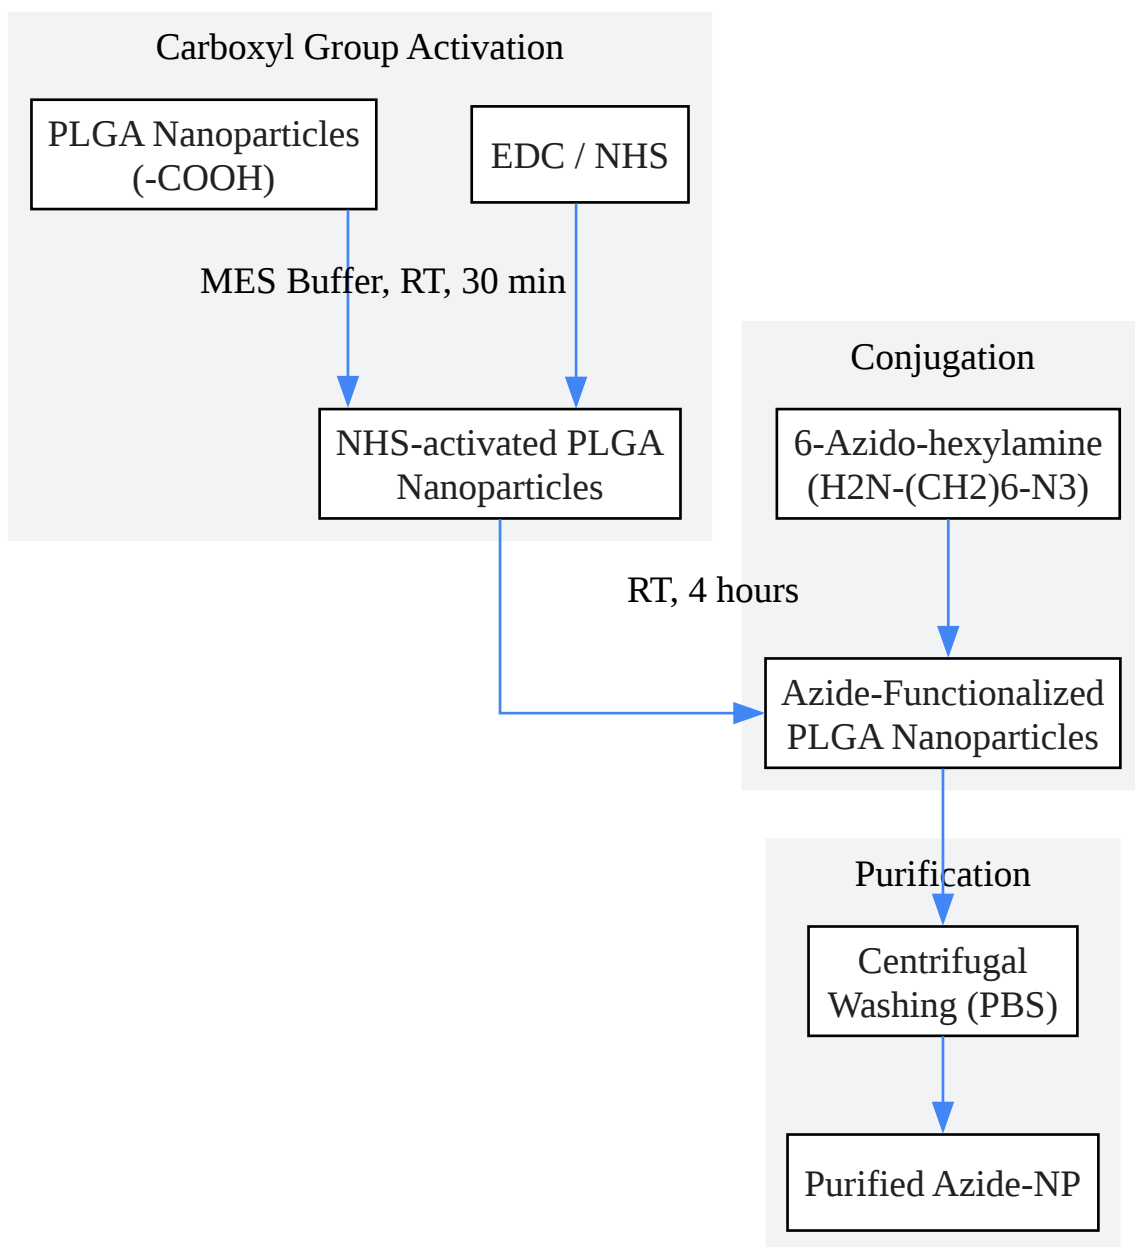 Carboxyl Group Activation
PLGA Nanoparticles
(-COOH)
EDC / NHS
MES Buffer, RT, 30 min
NHS-activated PLGA
Nanoparticles
Conjugation
6-Azido-hexylamine
(H2N-(CH2)6-N3)
RT, 4 hours
Azide-Functionalized
PLGA Nanoparticles
Purification
Centrifugal
Washing (PBS)
Purified Azide-NP